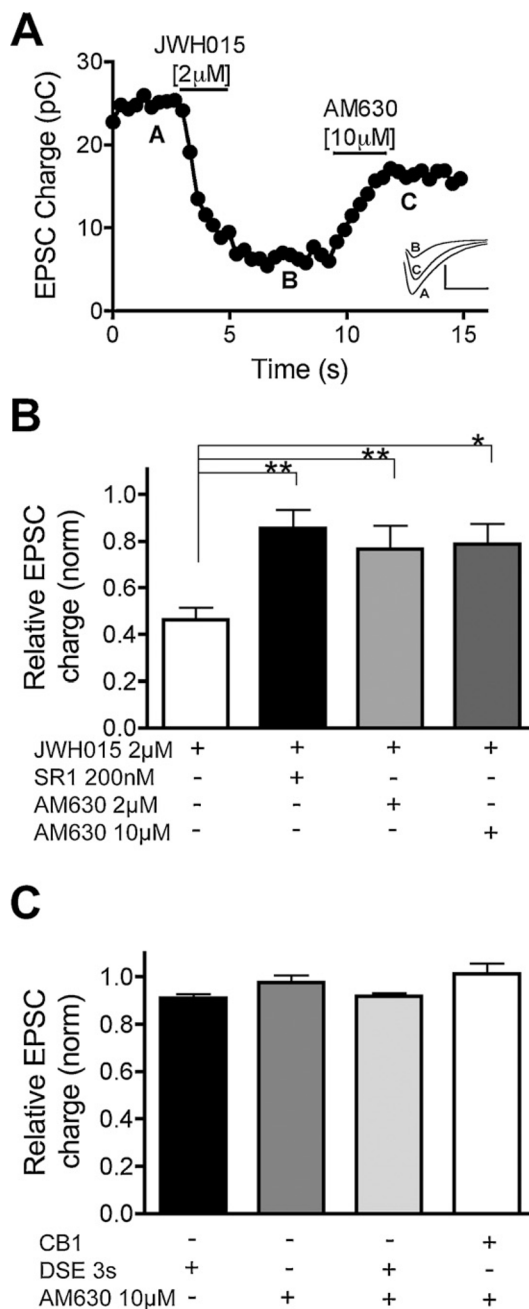 A
JWH015
[2μM]
AM630
[10μM]
EPSC Charge (pC)
30
20
10
0
A
B
C
B
C
A
0
5
10
15
Time (s)
B
*
**
**
Relative EPSC
charge (norm)
1.0
0.8
0.6
0.4
0.2
0.0
JWH015 2μM + + + +
SR1 200nM - + - -
AM630 2μM - - + -
AM630 10μM - - - +
C
Relative EPSC
charge (norm)
1.0
0.8
0.6
0.4
0.2
0.0
CB1 - - - +
DSE 3s + - + -
AM630 10μM - + + +